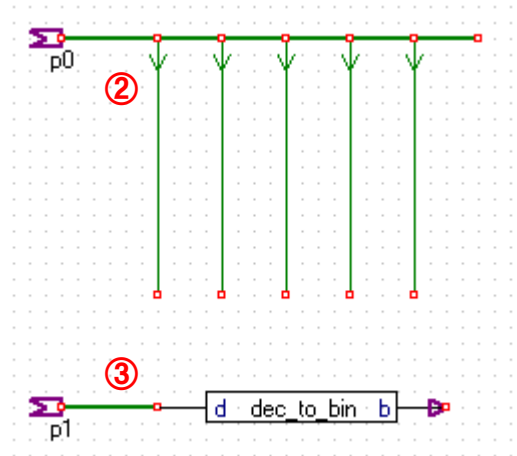 p0
②
③
d dec_to_bin b
p1